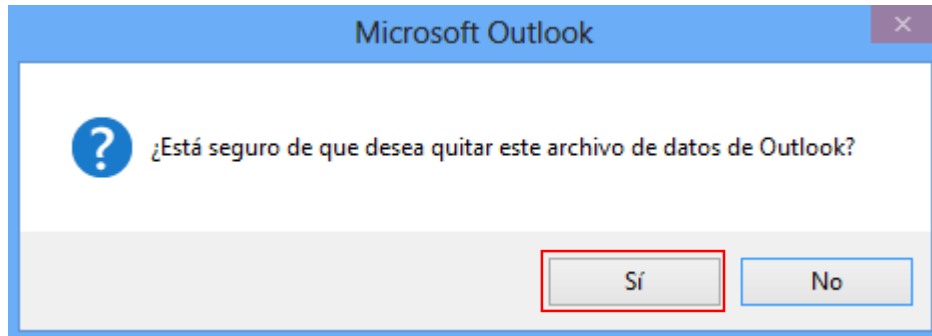 Microsoft Outlook
¿Está seguro de que desea quitar este archivo de datos de Outlook?
Sí
No